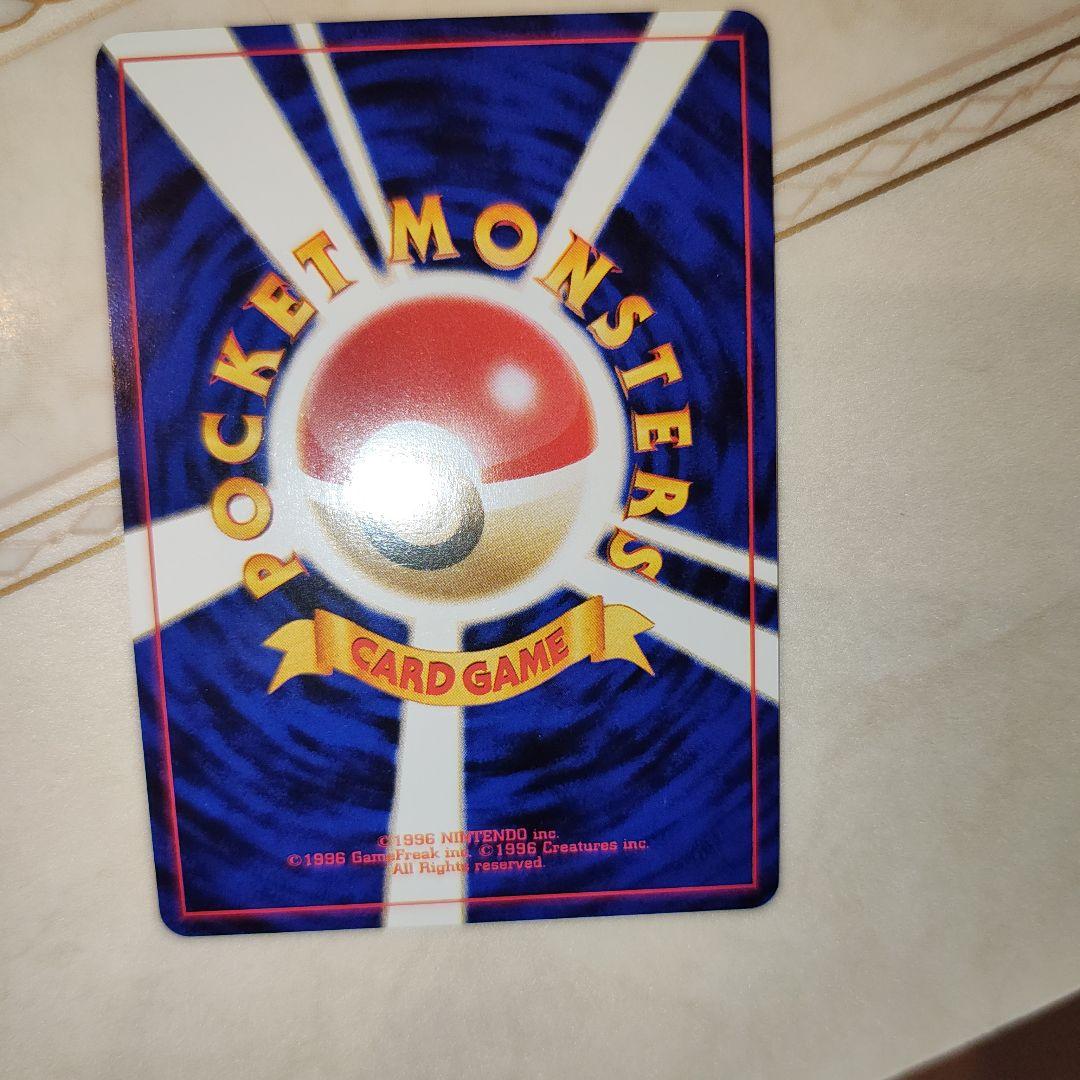 POCKET MONSTERS
CARD GAME
©1996 NINTENDO inc.
©1996 GameFreak inc. ©1996 Creatures inc.
All Rights reserved.